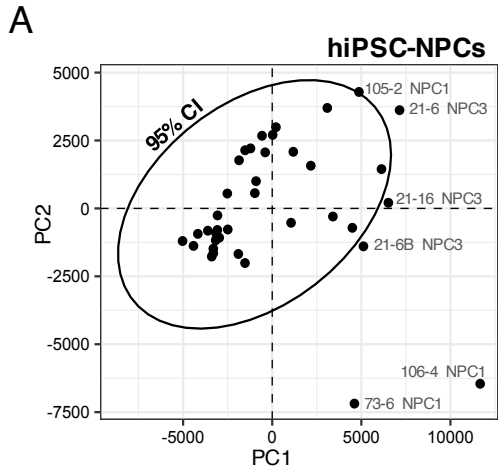 A
hiPSC-NPCs
5000
2500
0
-2500
-5000
-7500
PC2
95% CI
105-2 NPC1
21-6 NPC3
21-16 NPC3
21-6B NPC3
106-4 NPC1
73-6 NPC1
-5000 0 5000 10000
PC1